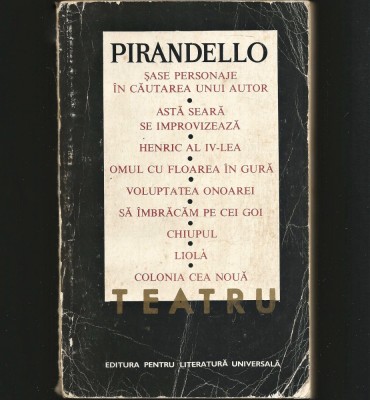 PIRANDELLO
ȘASE PERSONAJE
ÎN CĂUTAREA UNUI AUTOR
•
ASTĂ SEARĂ
SE IMPROVIZEAZĂ
•
HENRIC AL IV-LEA
•
OMUL CU FLOAREA ÎN GURĂ
•
VOLUPTATEA ONOAREI
•
SĂ ÎMBRĂCĂM PE CEI GOI
•
CHIUPUL
•
LIOLÀ
•
COLONIA CEA NOUĂ
TEATRU
EDITURA PENTRU LITERATURĂ UNIVERSALĂ